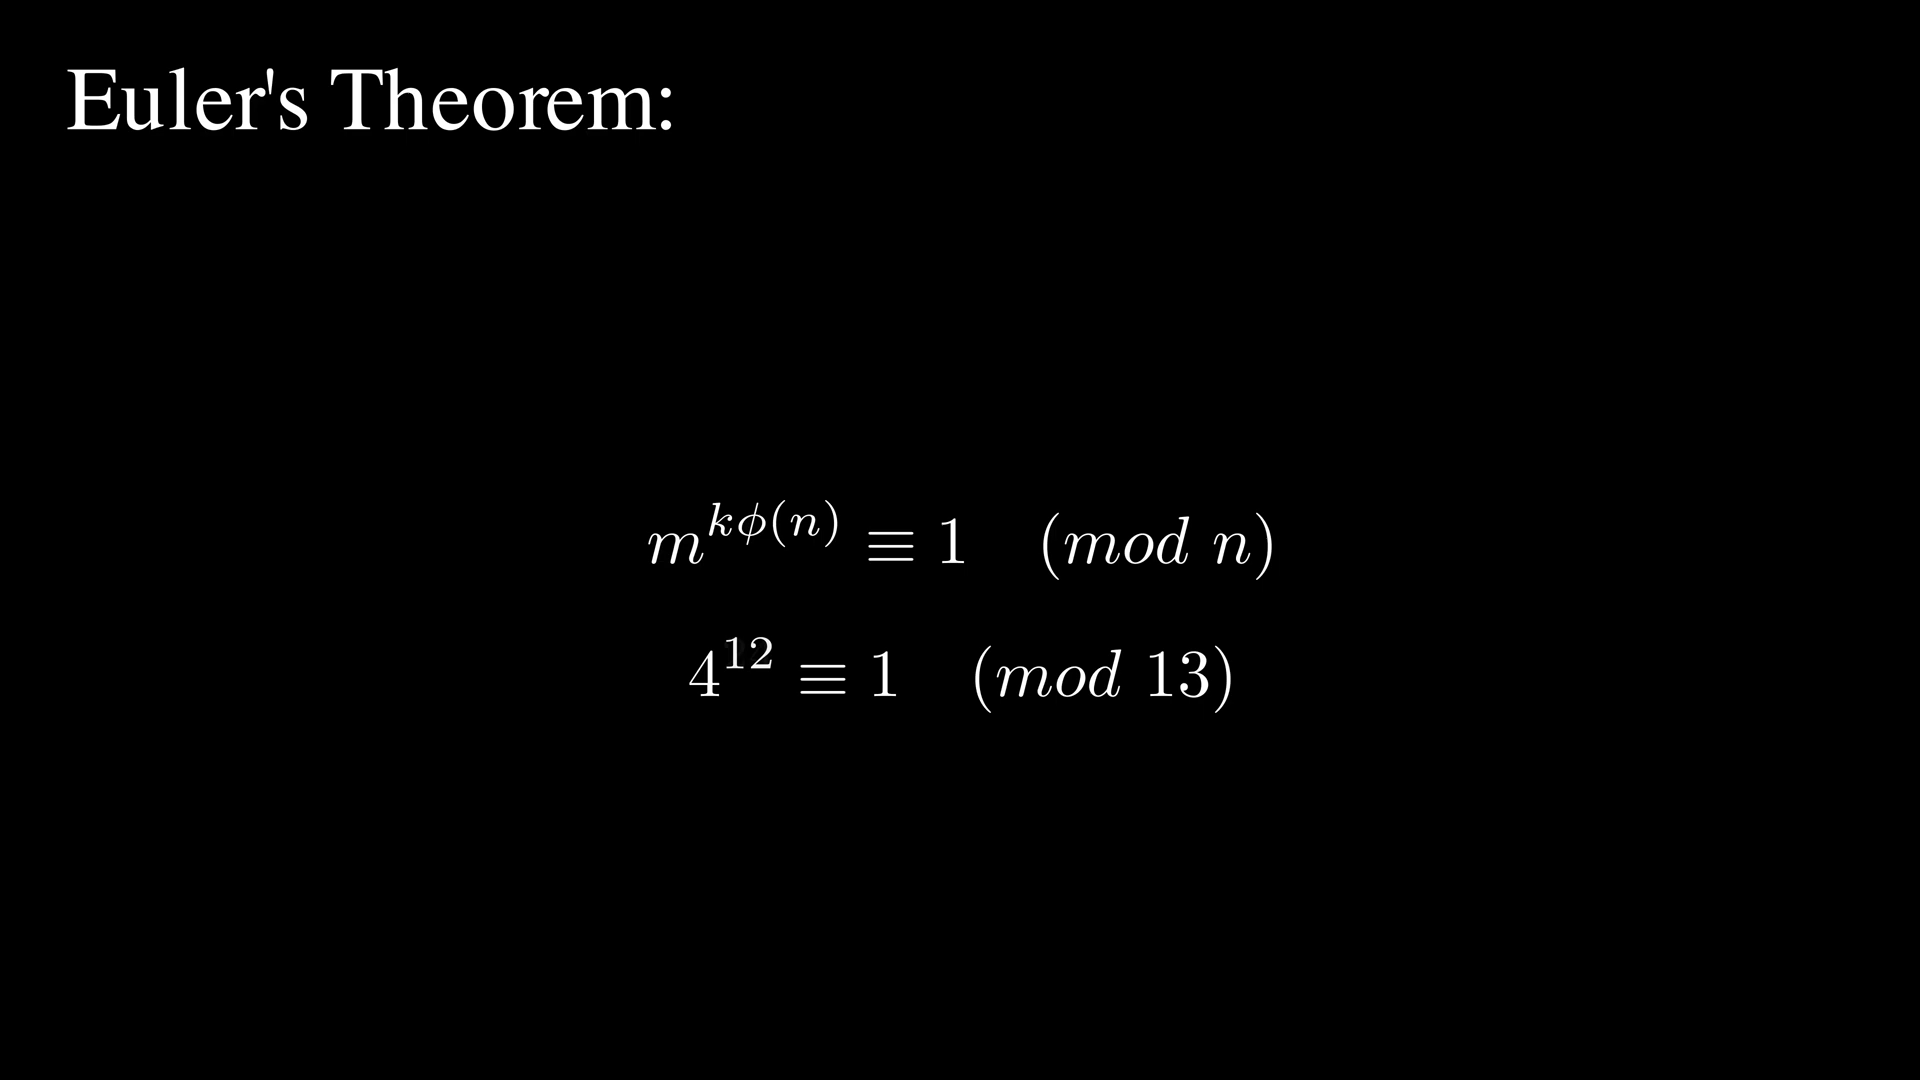 Euler's Theorem:
m^{kϕ(n)} ≡ 1 (mod n)
4^{12} ≡ 1 (mod 13)